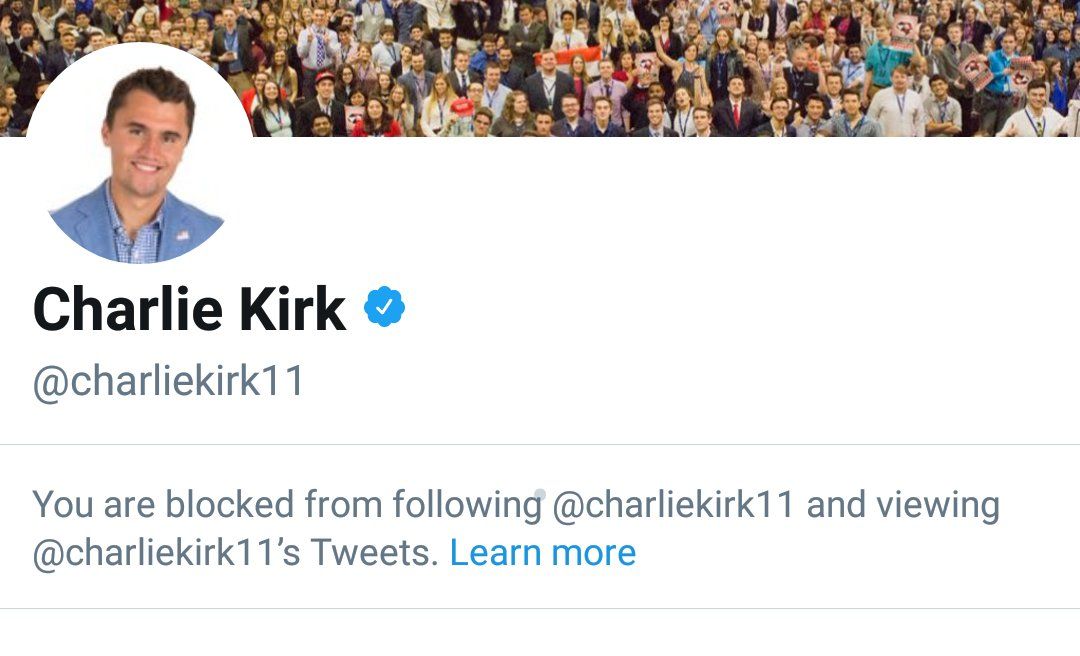 Charlie Kirk
@charliekirk11
You are blocked from following @charliekirk11 and viewing
@charliekirk11’s Tweets. Learn more